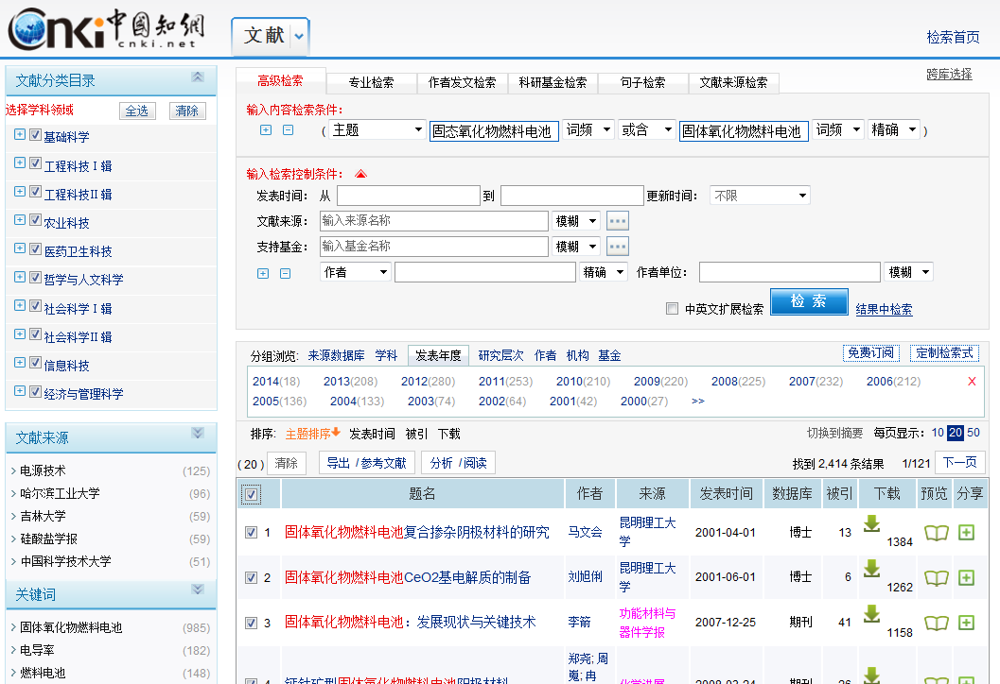 Cnki中國知網
cnki.net
文献
检索首页
文献分类目录
选择学科领域 全选 清除
基础科学
工程科技 I 辑
工程科技II 辑
农业科技
医药卫生科技
哲学与人文科学
社会科学 I 辑
社会科学II 辑
信息科技
经济与管理科学
文献来源
电源技术 (125)
哈尔滨工业大学 (96)
吉林大学 (59)
硅酸盐学报 (59)
中国科学技术大学 (51)
关键词
固体氧化物燃料电池 (985)
电导率 (182)
燃料电池 (148)
高级检索 专业检索 作者发文检索 科研基金检索 句子检索 文献来源检索 跨库选择
输入内容检索条件:
( 主题 固态氧化物燃料电池 词频 或含 固体氧化物燃料电池 词频 精确 )
输入检索控制条件:
发表时间: 从 到 更新时间: 不限
文献来源: 输入来源名称 模糊 ...
支持基金: 输入基金名称 模糊 ...
作者 精确 作者单位: 模糊
中英文扩展检索 检 索 结果中检索
分组浏览: 来源数据库 学科 发表年度 研究层次 作者 机构 基金 免费订阅 定制检索式
2014(18) 2013(208) 2012(280) 2011(253) 2010(210) 2009(220) 2008(225) 2007(232) 2006(212) X
2005(136) 2004(133) 2003(74) 2002(64) 2001(42) 2000(27) >>
排序: 主题排序 发表时间 被引 下载 切换到摘要 每页显示: 10 20 50
(20) 清除 导出 /参考文献 分析 /阅读 找到 2,414 条结果 1/121 下一页
题名 作者 来源 发表时间 数据库 被引 下载 预览 分享
1 固体氧化物燃料电池复合掺杂阴极材料的研究 马文会 昆明理工大学 2001-04-01 博士 13 1384
2 固体氧化物燃料电池CeO2基电解质的制备 刘旭俐 昆明理工大学 2001-06-01 博士 6 1262
3 固体氧化物燃料电池：发展现状与关键技术 李箭 功能材料与器件学报 2007-12-25 期刊 41 1158
4 钙钛矿型固体氧化物燃料电池阴极材料 郑尧; 周嵬; 冉 化学进展 2008-02-24 期刊 26